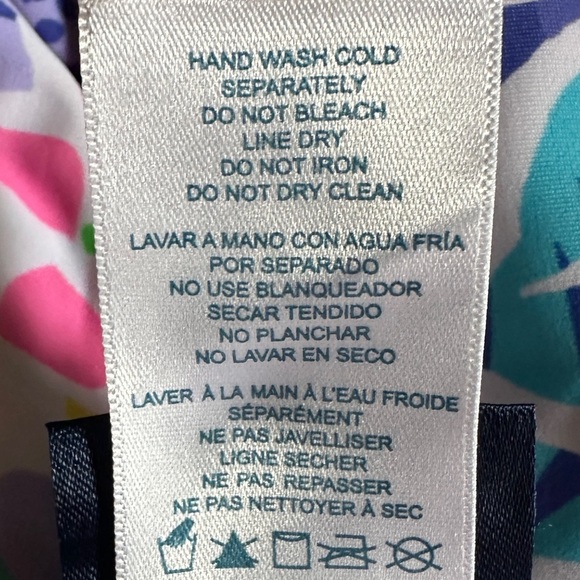 HAND WASH COLD
SEPARATELY
DO NOT BLEACH
LINE DRY
DO NOT IRON
DO NOT DRY CLEAN
LAVAR A MANO CON AGUA FRÍA
POR SEPARADO
NO USE BLANQUEADOR
SECAR TENDIDO
NO PLANCHAR
NO LAVAR EN SECO
LAVER À LA MAIN À L'EAU FROIDE
SÉPARÉMENT
NE PAS JAVELLISER
LIGNE SECHER
NE PAS REPASSER
NE PAS NETTOYER À SEC